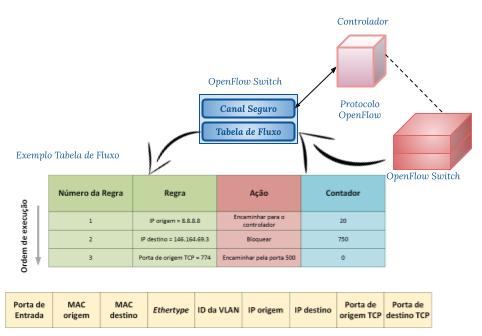 Controlador
OpenFlow Switch
Canal Seguro
Tabela de Fluxo
Protocolo
OpenFlow
OpenFlow Switch
Exemplo Tabela de Fluxo
Ordem de execução
Número da Regra Regra Ação Contador
1 IP origem = 8.8.8.8 Encaminhar para o controlador 20
2 IP destino = 146.164.69.3 Bloquear 750
3 Porta de origem TCP = 774 Encaminhar pela porta 500 0
Porta de Entrada MAC origem MAC destino Ethertype ID da VLAN IP origem IP destino Porta de origem TCP Porta de destino TCP